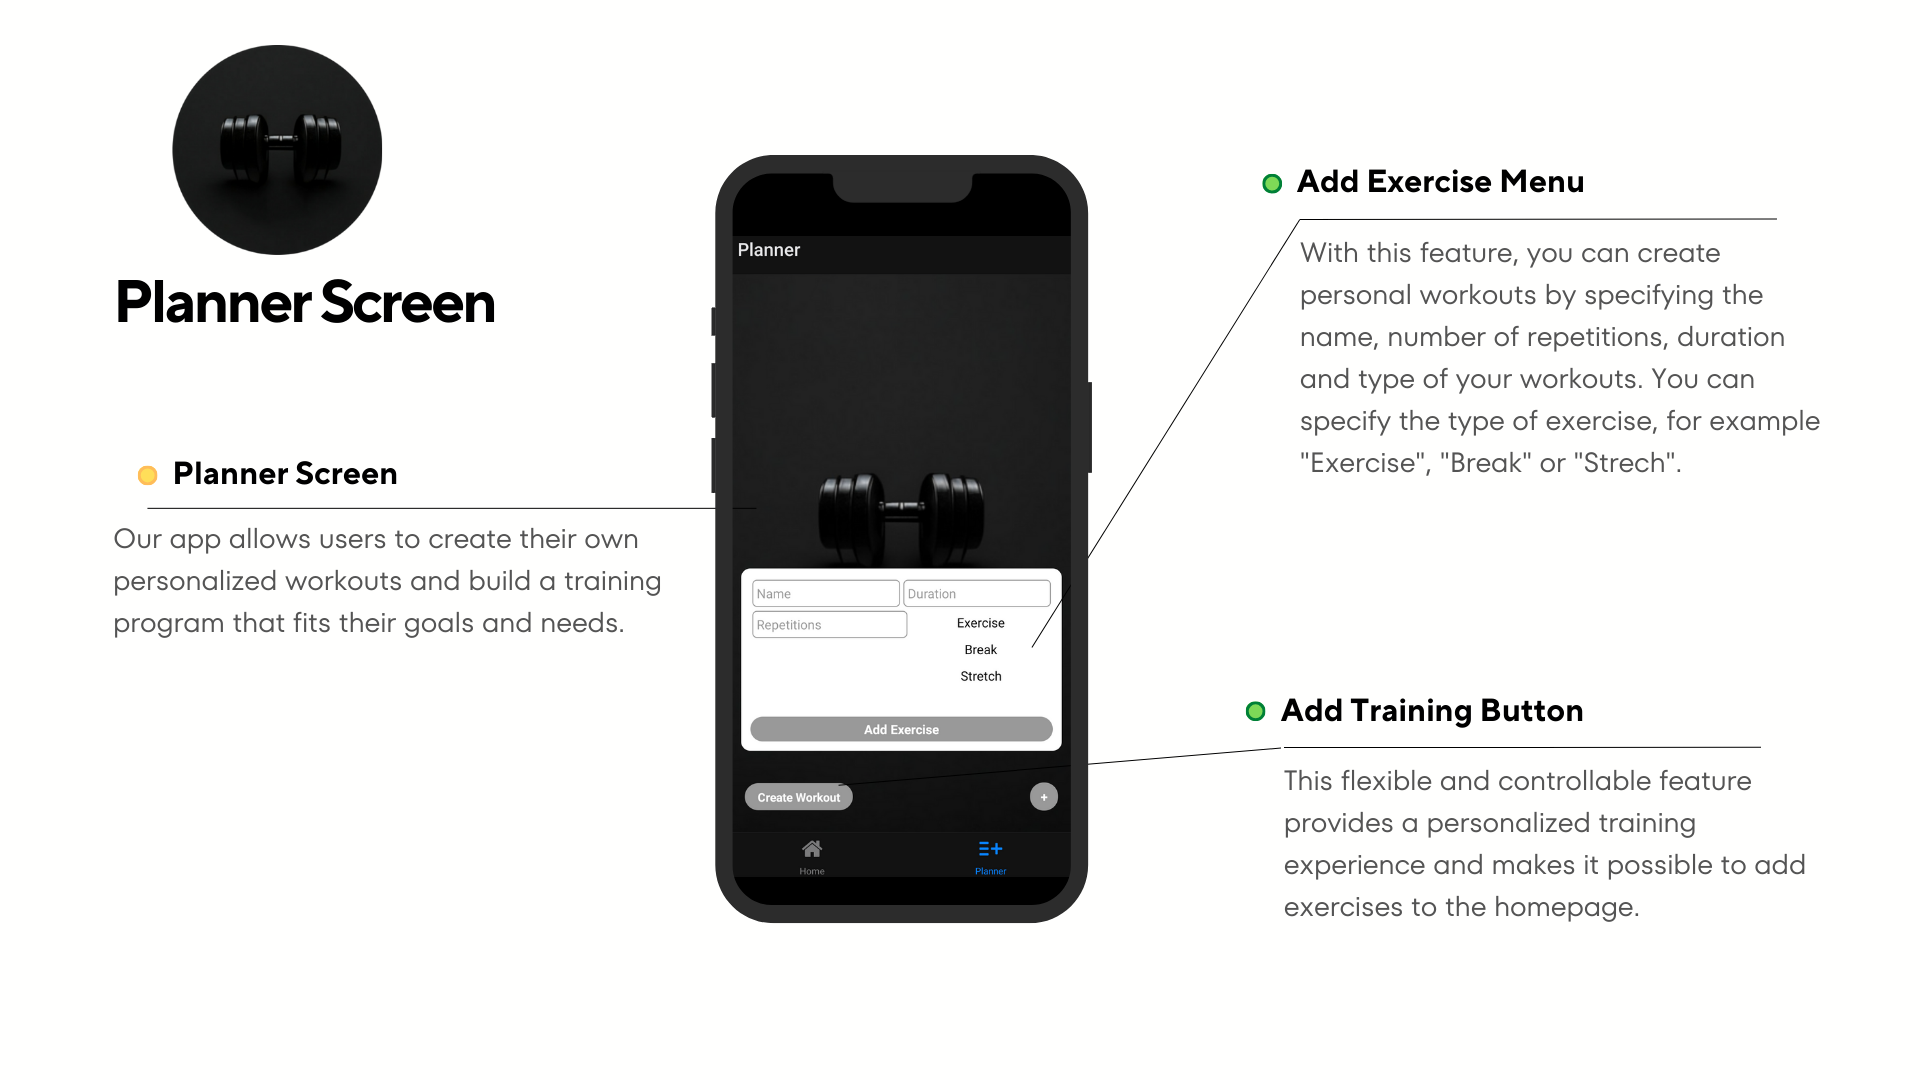 Planner Screen
Planner Screen
Our app allows users to create their own
personalized workouts and build a training
program that fits their goals and needs.
Planner
Name
Duration
Repetitions
Exercise
Break
Stretch
Add Exercise
Create Workout
+
Home
Planner
Add Exercise Menu
With this feature, you can create
personal workouts by specifying the
name, number of repetitions, duration
and type of your workouts. You can
specify the type of exercise, for example
"Exercise", "Break" or "Strech".
Add Training Button
This flexible and controllable feature
provides a personalized training
experience and makes it possible to add
exercises to the homepage.